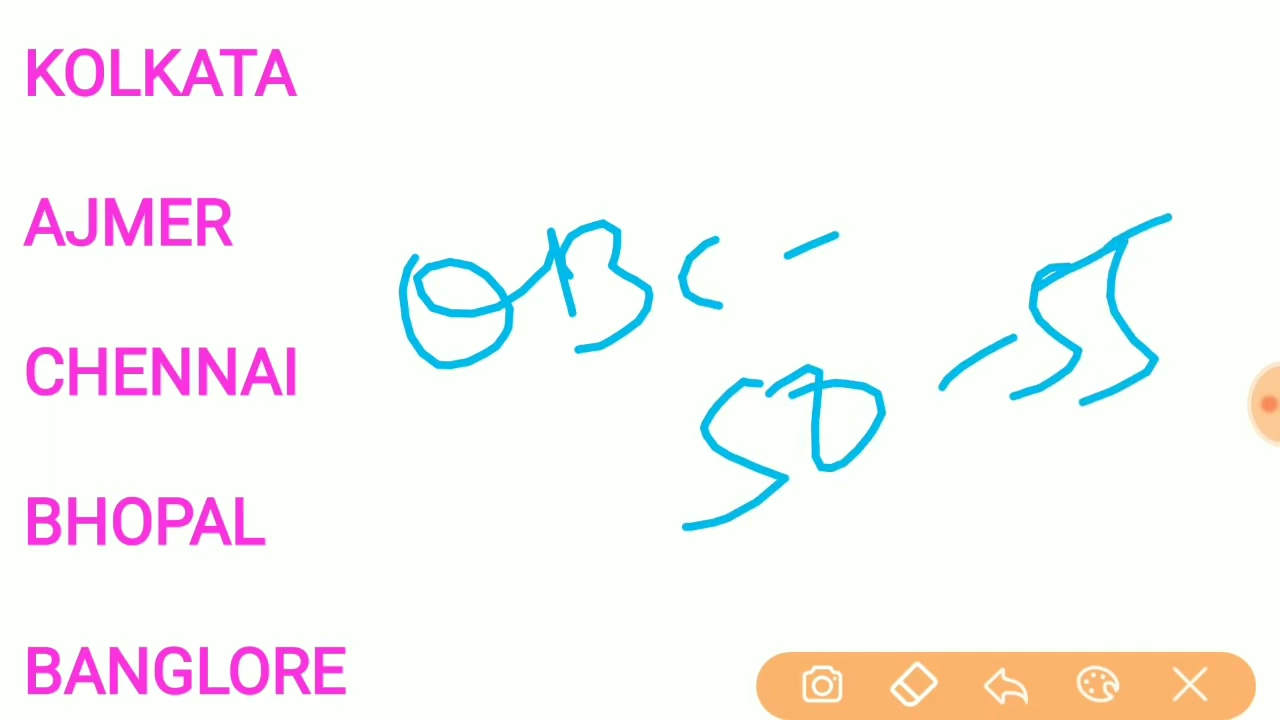 KOLKATA
AJMER
OBC -
CHENNAI
50 - 55
BHOPAL
BANGLORE